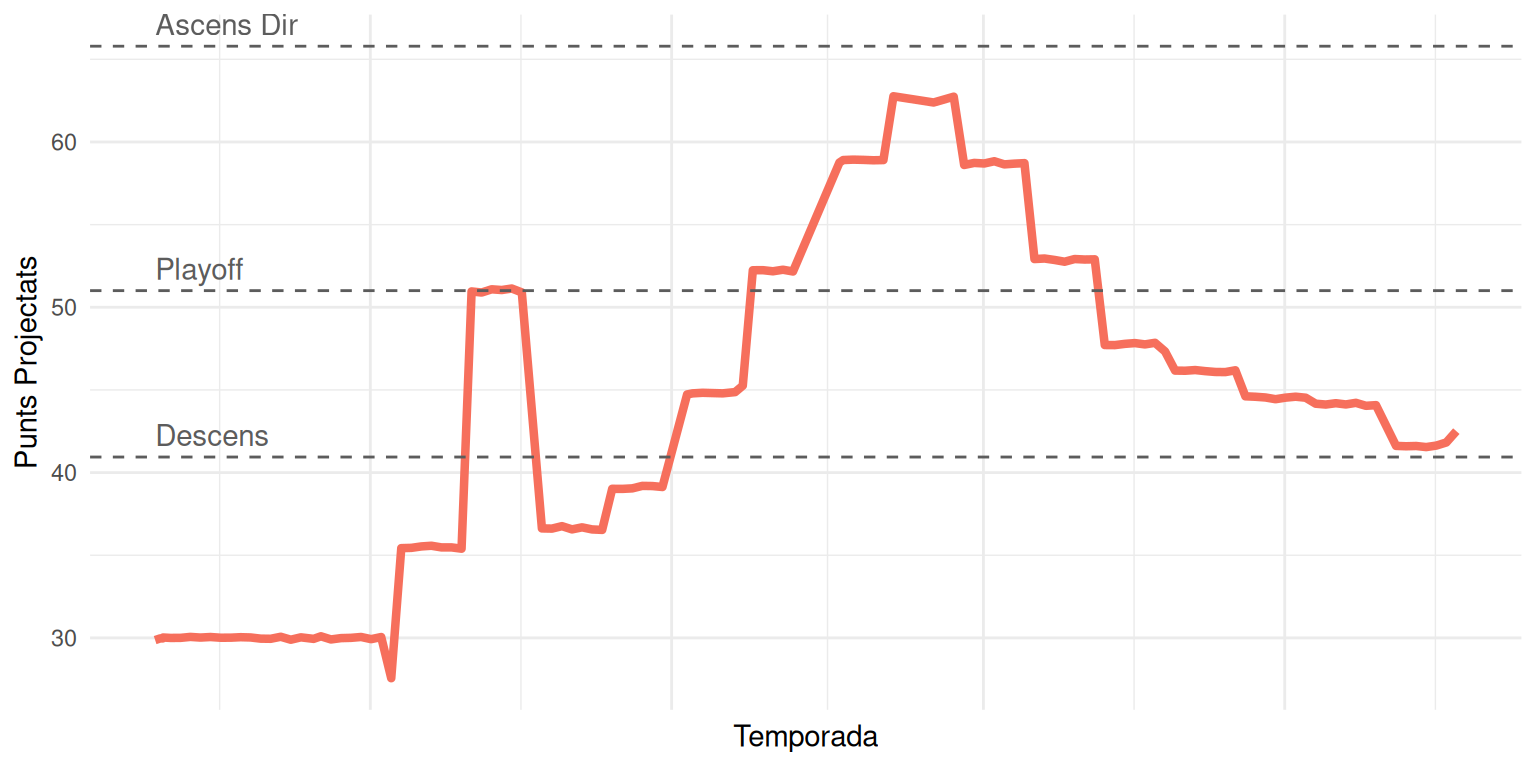 Ascens Dir
60
Playoff
50
Descens
40
30
Punts Projectats
Temporada